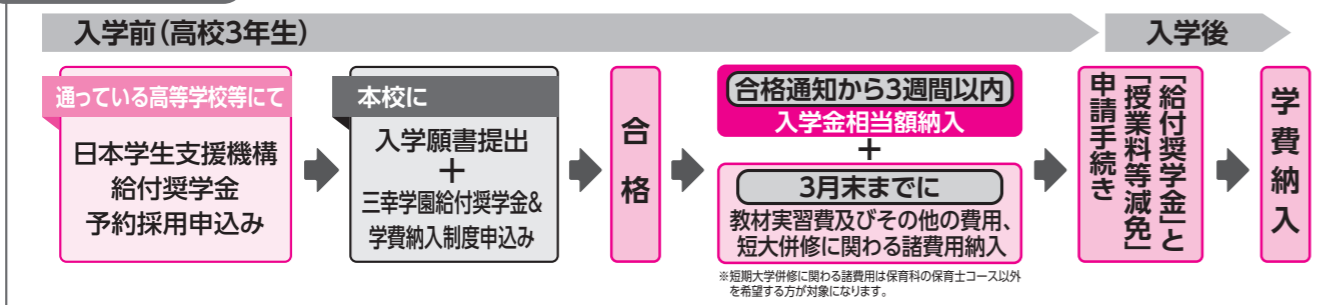 入学前(高校3年生)
入学後
通っている高等学校等にて
日本学生支援機構
給付奨学金
予約採用申込み
本校に
入学願書提出
+
三幸学園給付奨学金&
学費納入制度申込み
合格
合格通知から3週間以内
入学金相当額納入
+
3月末までに
教材実習費及びその他の費用、
短大併修に関わる諸費用納入
※短期大学併修に関わる諸費用は保育科の保育士コース以外
を希望する方が対象になります。
「給付奨学金」と
「授業料等減免」
申請手続き
学費納入